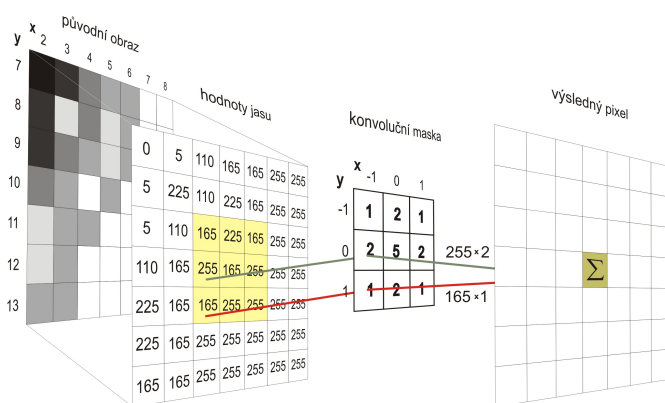 původní obraz
x
y
2 3 4 5 6 7 8
7
8
9
10
11
12
13
hodnoty jasu
0 5 110 165 165 255 255
5 225 110 225 165 255 255
5 110 165 225 165 255 255
110 165 255 165 255 255 255
225 165 165 255 255 255 255
225 165 255 255 255 255 255
165 165 255 255 255 255 255
konvoluční maska
x
y
-1 0 1
-1 1 2 1
0 2 5 2
1 1 2 1
255×2
165×1
výsledný pixel
Σ